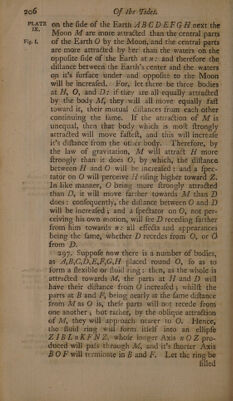 206 Of the Tides.
PLATE IX. on the side of the Earth ABCDEFGH next the
Moon M are more attracted than the central parts
Fig. I. of the Earth O by the Moon, and the central parts
are more attracted by her than the waters on the
opposite side of the Earth at n: and therefore the
distance between the Earth's center and the waters
on it's surface under and opposite to the Moon
will be increased. For, let there be three bodies
at H, O, and D: if they are all equally attracted
by the body M, they will all move equally fast
toward it, their mutual distances from each other
continuing the same. If the attraction of M is
unequal, then that body which is most strongly
attracted will move fastest, and this will increase
it's distance from the other body. Therefore, by
the law of gravitation, M will attract H more
strongly than it does O, by which, the distance
between H and O will be increased: and a spec-
tator on O will perceive H rising higher toward Z.
In like manner, O being more strongly attracted
than D, it will move farther towards M than D
does: consequently, the distance between O and D
will be increased; and a spectator on O, not per-
ceiving his own motion, will see D receding farther
from him towards n: all effects and appearances
being the same, whether D recedes from O, or O
from D.
297. Suppose now there is a number of bodies,
as A,B,C,D,E,F,G,H placed round O, so as to
form a flexible or fluid ring: then, as the whole is
attracted towards M, the parts at H and D will
have their distance from O increased; whilst the
parts at B and F, being nearly at the same distance
from M as O is, these parts will not recede from
one another; but rather, by the oblique attraction
of M, they will approach nearer to O. Hence,
the fluid ring will form itself into an ellipse
ZIBLnKFNZ, whose longer Axis nOZ pro-
duced will pass through M, and it's shorter Axis
BOF will terminate in B and F. Let the ring be
filled